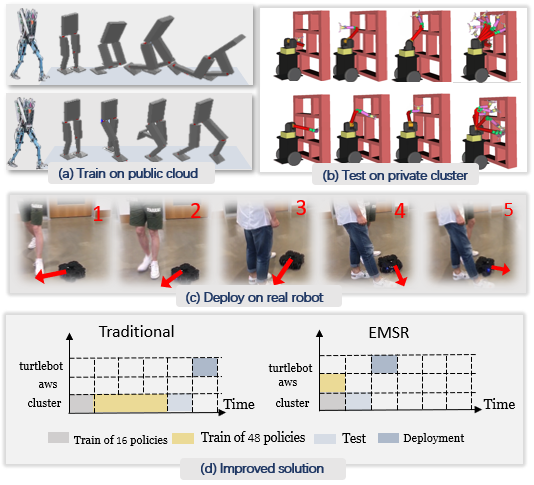 (a) Train on public cloud
(b) Test on private cluster
1 2 3 4 5
(c) Deploy on real robot
Traditional
turtlebot
aws
cluster
Time
EMSR
turtlebot
aws
cluster
Time
Train of 16 policies Train of 48 policies Test Deployment
(d) Improved solution